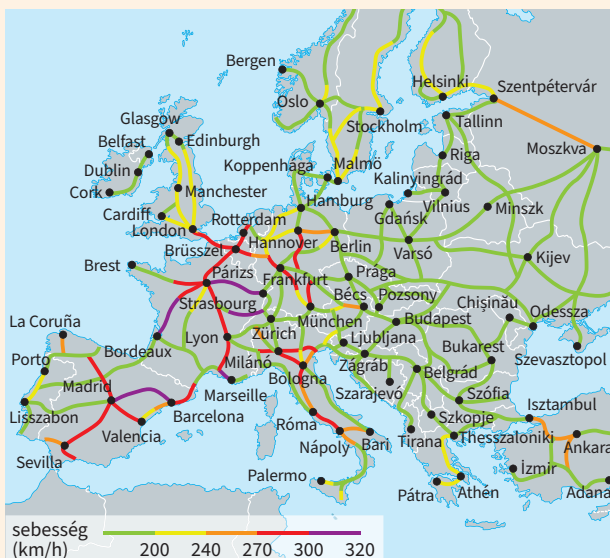 Bergen
Helsinki
Szentpétervár
Oslo
Glasgow
Stockholm
Tallinn
Belfast
Edinburgh
Moszkva
Koppenhága
Malmö
Riga
Dublin
Kalinyingrád
Cork
Manchester
Hamburg
Vilnius
Minszk
Cardiff
Rotterdam
Gdańsk
London
Hannover
Berlin
Brüsszel
Varsó
Brest
Párizs
Frankfurt
Prága
Kijev
Strasbourg
Bécs
Pozsony
Chișinău
La Coruña
München
Budapest
Odessza
Zürich
Ljubljana
Porto
Bordeaux
Lyon
Bukarest
Milánó
Zágráb
Szevasztopol
Madrid
Bologna
Belgrád
Marseille
Szarajevó
Szófia
Lisszabon
Barcelona
Szkopje
Isztambul
Valencia
Róma
Bari
Tirana
Thesszaloniki
Ankara
Sevilla
Nápoly
İzmir
Palermo
Athén
Pátra
Adana
sebesség
(km/h)
200 240 270 300 320